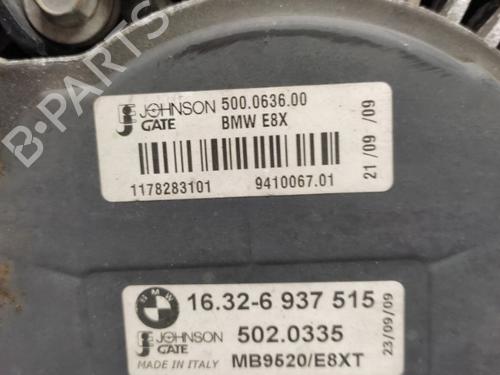 B-PARTS
JOHNSON 500.0636.00
GATE BMW E8X
1178283101 9410067.01
21/09 /09
BMW 16.32-6 937 515
JOHNSON 502.0335
GATE
MADE IN ITALY MB9520/E8XT
23/09/09